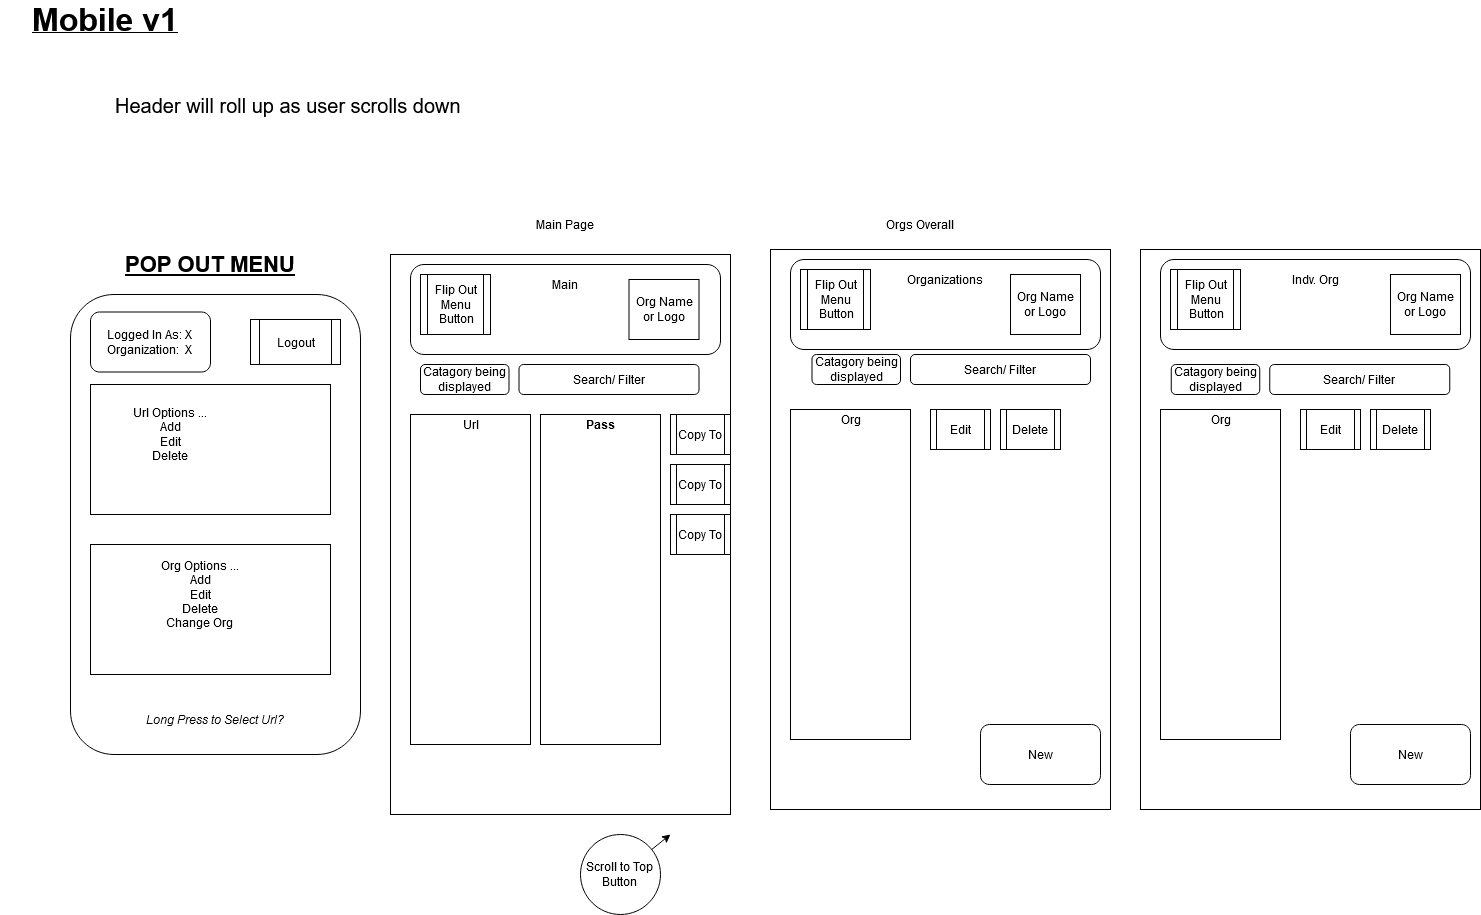 Mobile v1
Header will roll up as user scrolls down
Main Page
Orgs Overall
POP OUT MENU
Logged In As: X
Organization: X
Logout
Url Options ...
Add
Edit
Delete
Org Options ...
Add
Edit
Delete
Change Org
Long Press to Select Url?
Flip Out
Menu
Button
Main
Org Name
or Logo
Catagory being
displayed
Search/ Filter
Url
Pass
Copy To
Copy To
Copy To
Scroll to Top
Button
Flip Out
Menu
Button
Organizations
Org Name
or Logo
Catagory being
displayed
Search/ Filter
Org
Edit
Delete
New
Flip Out
Menu
Button
Indv. Org
Org Name
or Logo
Catagory being
displayed
Search/ Filter
Org
Edit
Delete
New